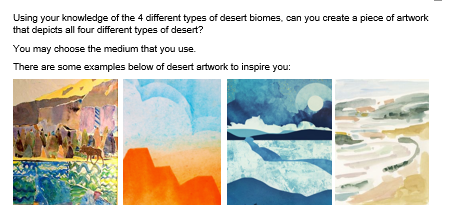 Using your knowledge of the 4 different types of desert biomes, can you create a piece of artwork
that depicts all four different types of desert?
You may choose the medium that you use.
There are some examples below of desert artwork to inspire you: